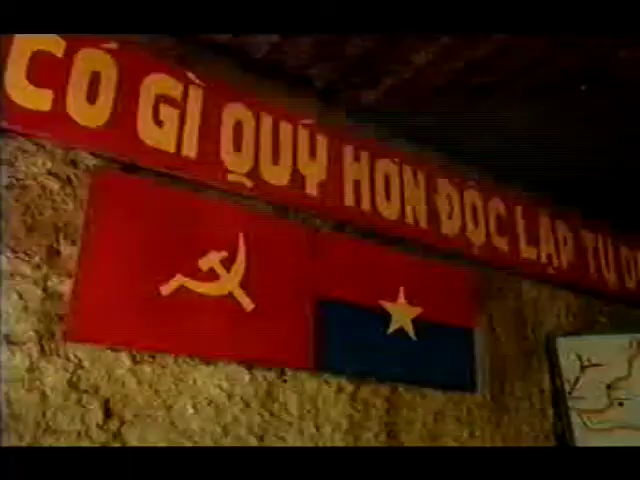 CÓ GÌ QUÝ HƠN ĐỘC LẬP TỰ